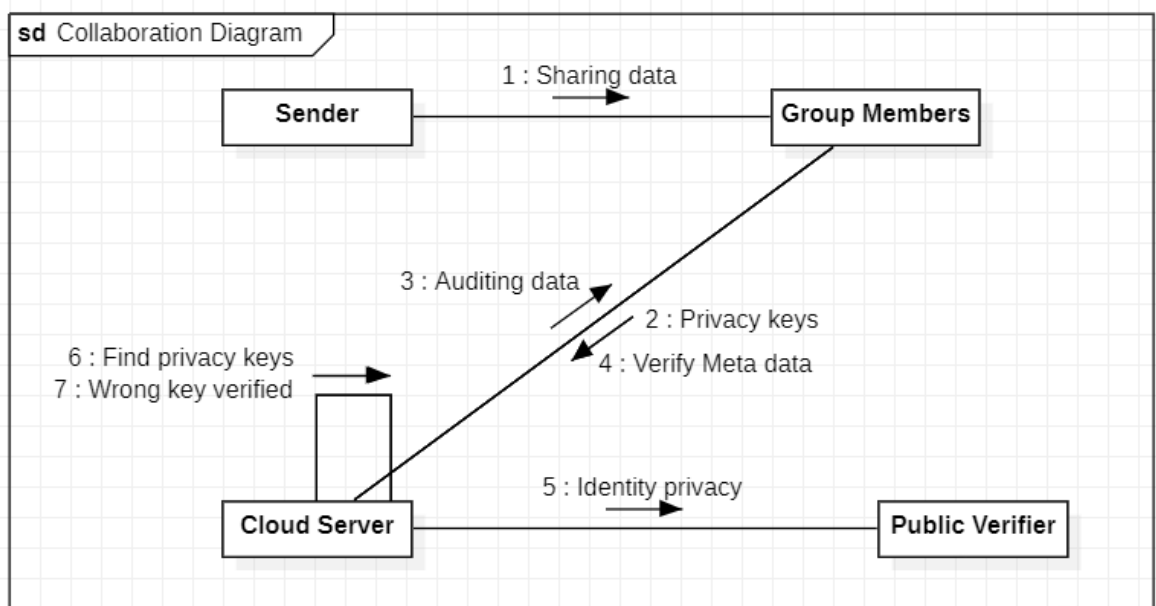 sd Collaboration Diagram
1 : Sharing data
Sender
Group Members
3 : Auditing data
2 : Privacy keys
4 : Verify Meta data
6 : Find privacy keys
7 : Wrong key verified
5 : Identity privacy
Cloud Server
Public Verifier